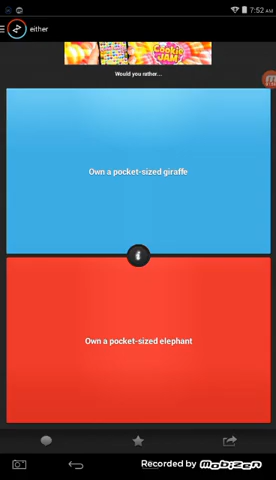 7:52 AM
either
Cookie
JAM
Would you rather...
Own a pocket-sized giraffe
Own a pocket-sized elephant
Recorded by Mobizen